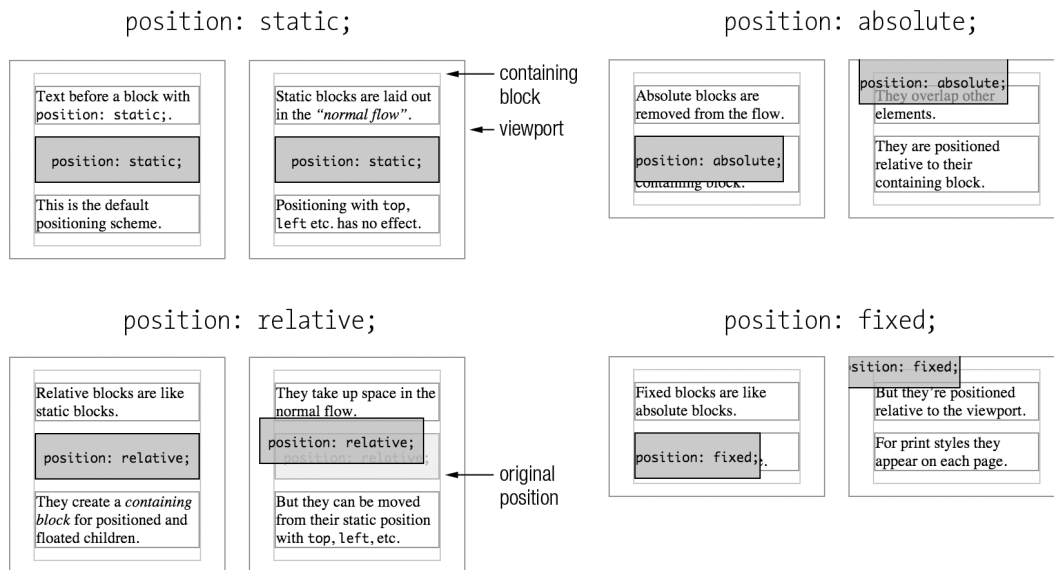 position: static;
Text before a block with
position: static;.
position: static;
This is the default
positioning scheme.
Static blocks are laid out
in the “normal flow”.
position: static;
Positioning with top,
left etc. has no effect.
containing
block
viewport
position: absolute;
Absolute blocks are
removed from the flow.
position: absolute;
containing block.
position: absolute;
They overlap other
elements.
They are positioned
relative to their
containing block.
position: relative;
Relative blocks are like
static blocks.
position: relative;
They create a containing
block for positioned and
floated children.
They take up space in the
normal flow.
position: relative;
position: relative;
But they can be moved
from their static position
with top, left, etc.
original
position
position: fixed;
Fixed blocks are like
absolute blocks.
position: fixed;
sition: fixed;
But they’re positioned
relative to the viewport.
For print styles they
appear on each page.